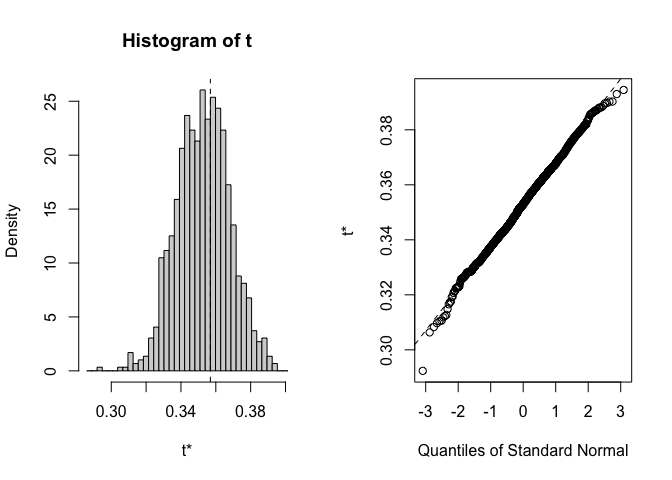 Histogram of t
Density
0 5 10 15 20 25
0.30 0.34 0.38
t*
t*
0.30 0.32 0.34 0.36 0.38
-3 -2 -1 0 1 2 3
Quantiles of Standard Normal